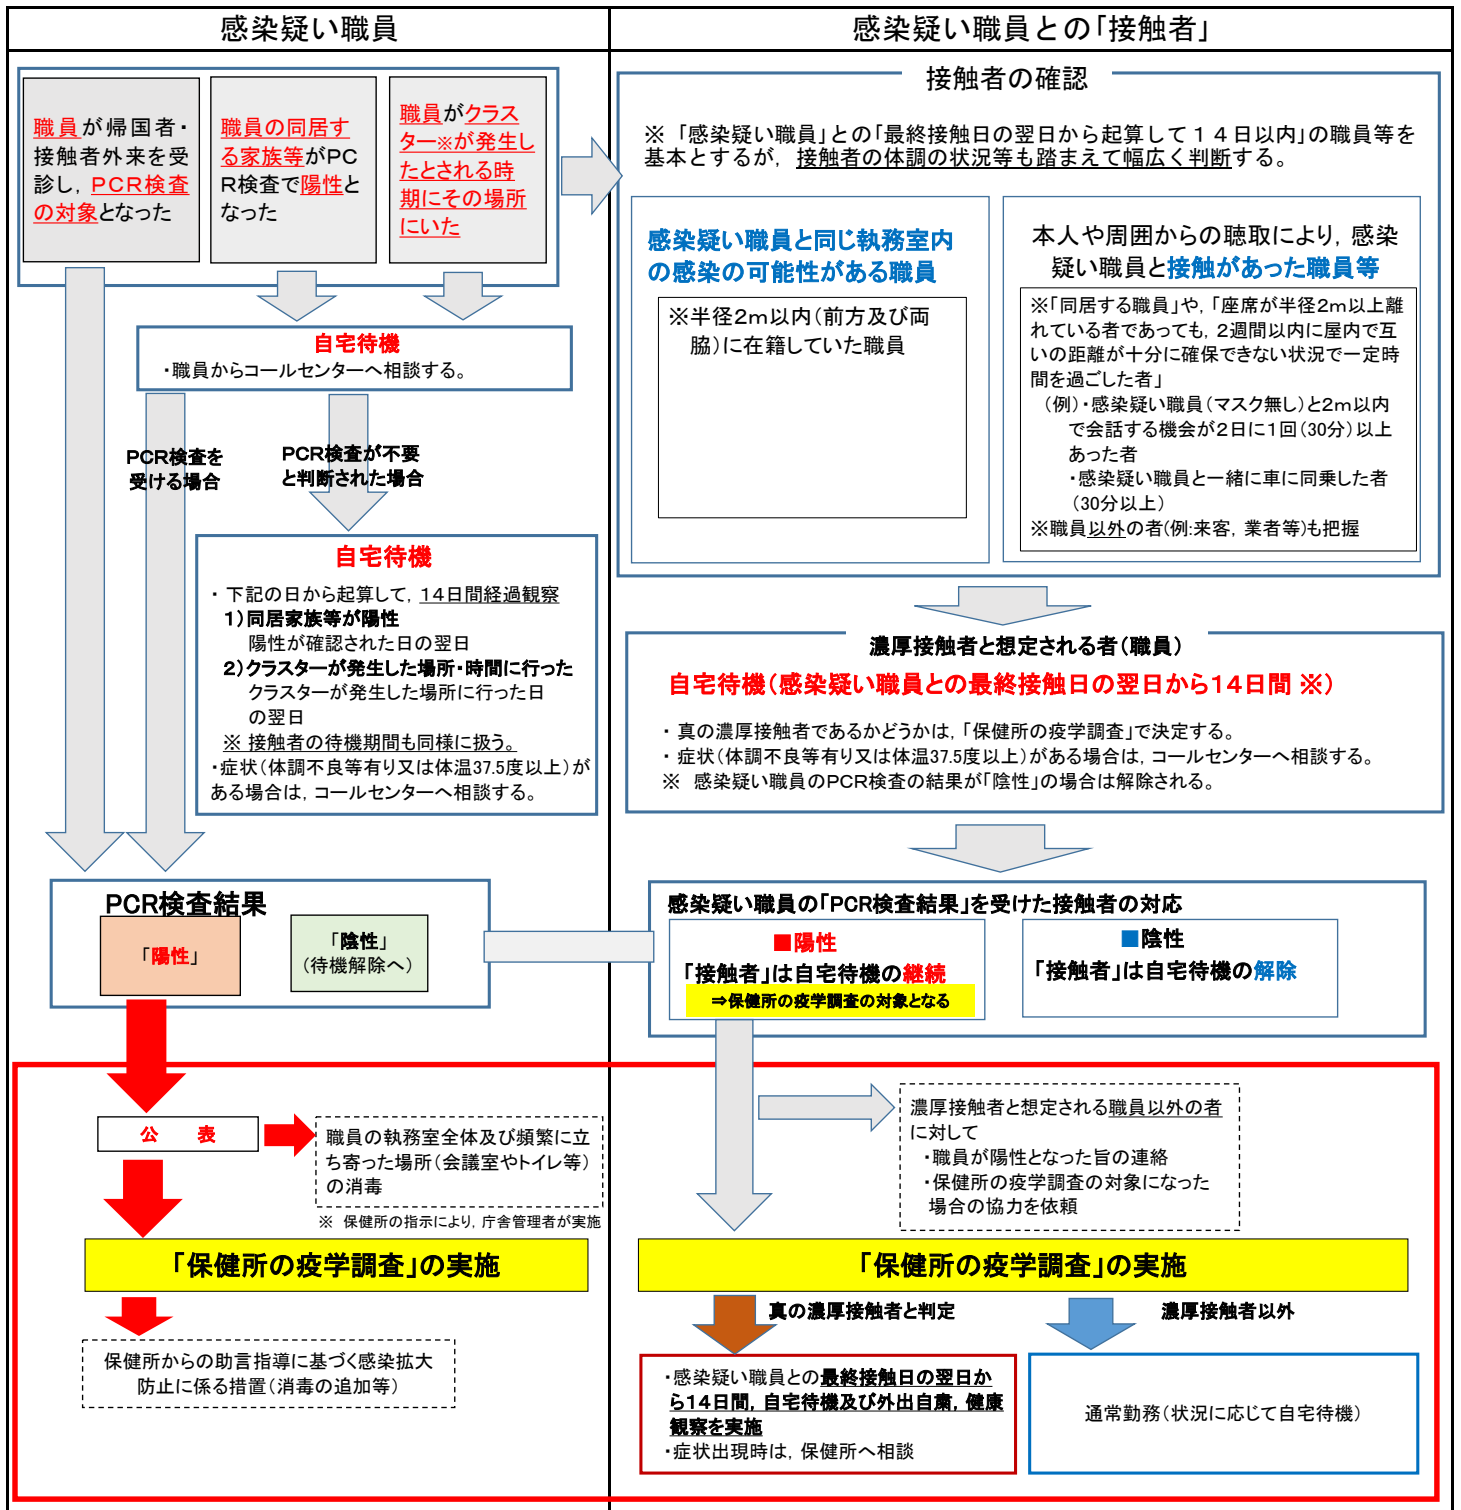 感染疑い職員
職員が帰国者・
接触者外来を受
診し，PCR検査
の対象となった
職員の同居す
る家族等がPC
R検査で陽性と
なった
職員がクラス
ター※が発生し
たとされる時
期にその場所
にいた
自宅待機
・職員からコールセンターへ相談する。
PCR検査を
受ける場合
PCR検査が不要
と判断された場合
自宅待機
・ 下記の日から起算して，14日間経過観察
1）同居家族等が陽性
陽性が確認された日の翌日
2）クラスターが発生した場所・時間に行った
クラスターが発生した場所に行った日
の翌日
※ 接触者の待機期間も同様に扱う。
・症状（体調不良等有り又は体温37.5度以上）が
ある場合は，コールセンターへ相談する。
PCR検査結果
「陽性」
「陰性」
（待機解除へ）
公　　表
職員の執務室全体及び頻繁に立
ち寄った場所（会議室やトイレ等）
の消毒
※ 保健所の指示により，庁舎管理者が実施
「保健所の疫学調査」の実施
保健所からの助言指導に基づく感染拡大
防止に係る措置（消毒の追加等）
感染疑い職員との「接触者」
接触者の確認
※ 「感染疑い職員」との「最終接触日の翌日から起算して１４日以内」の職員等を
基本とするが，接触者の体調の状況等も踏まえて幅広く判断する。
感染疑い職員と同じ執務室内
の感染の可能性がある職員
※半径2m以内（前方及び両
脇）に在籍していた職員
本人や周囲からの聴取により，感染
疑い職員と接触があった職員等
※「同居する職員」や，「座席が半径2m以上離
れている者であっても，2週間以内に屋内で互
いの距離が十分に確保できない状況で一定時
間を過ごした者」
（例）・感染疑い職員（マスク無し）と2m以内
で会話する機会が2日に1回（30分）以上
あった者
・感染疑い職員と一緒に車に同乗した者
（30分以上）
※職員以外の者(例:来客，業者等)も把握
濃厚接触者と想定される者（職員）
自宅待機（感染疑い職員との最終接触日の翌日から14日間 ※）
・ 真の濃厚接触者であるかどうかは，「保健所の疫学調査」で決定する。
・ 症状（体調不良等有り又は体温37.5度以上）がある場合は，コールセンターへ相談する。
※ 感染疑い職員のPCR検査の結果が「陰性」の場合は解除される。
感染疑い職員の「PCR検査結果」を受けた接触者の対応
■陽性
「接触者」は自宅待機の継続
⇒保健所の疫学調査の対象となる
■陰性
「接触者」は自宅待機の解除
濃厚接触者と想定される職員以外の者
に対して
・職員が陽性となった旨の連絡
・保健所の疫学調査の対象になった
場合の協力を依頼
「保健所の疫学調査」の実施
真の濃厚接触者と判定
濃厚接触者以外
・感染疑い職員との最終接触日の翌日か
ら14日間，自宅待機及び外出自粛，健康
観察を実施
・症状出現時は，保健所へ相談
通常勤務（状況に応じて自宅待機）